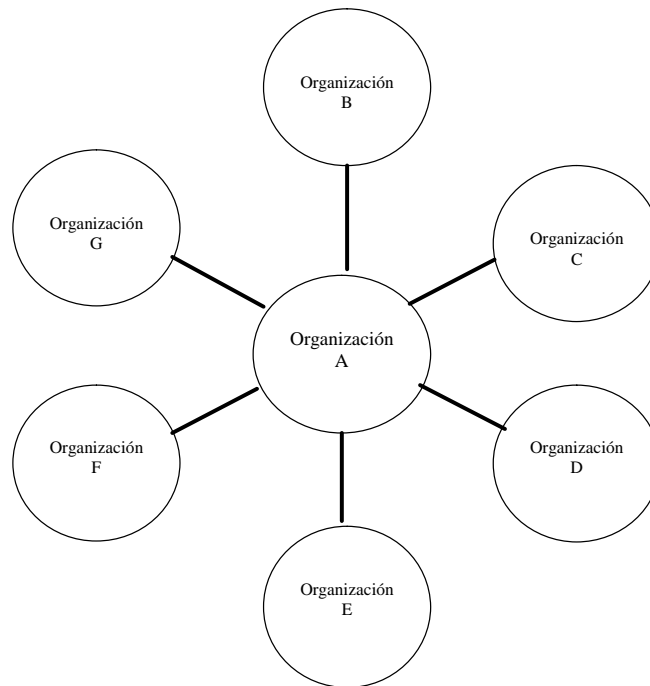 Organización
B
Organización
G
Organización
C
Organización
A
Organización
F
Organización
D
Organización
E